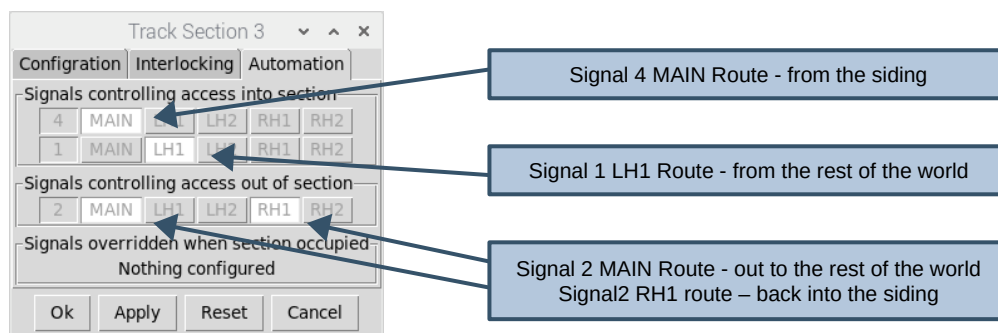 Track Section 3
Configration Interlocking Automation
Signals controlling access into section
4 MAIN LH1 LH2 RH1 RH2
1 MAIN LH1 LH2 RH1 RH2
Signals controlling access out of section
2 MAIN LH1 LH2 RH1 RH2
Signals overridden when section occupied
Nothing configured
Ok Apply Reset Cancel
Signal 4 MAIN Route - from the siding
Signal 1 LH1 Route - from the rest of the world
Signal 2 MAIN Route - out to the rest of the world
Signal2 RH1 route – back into the siding